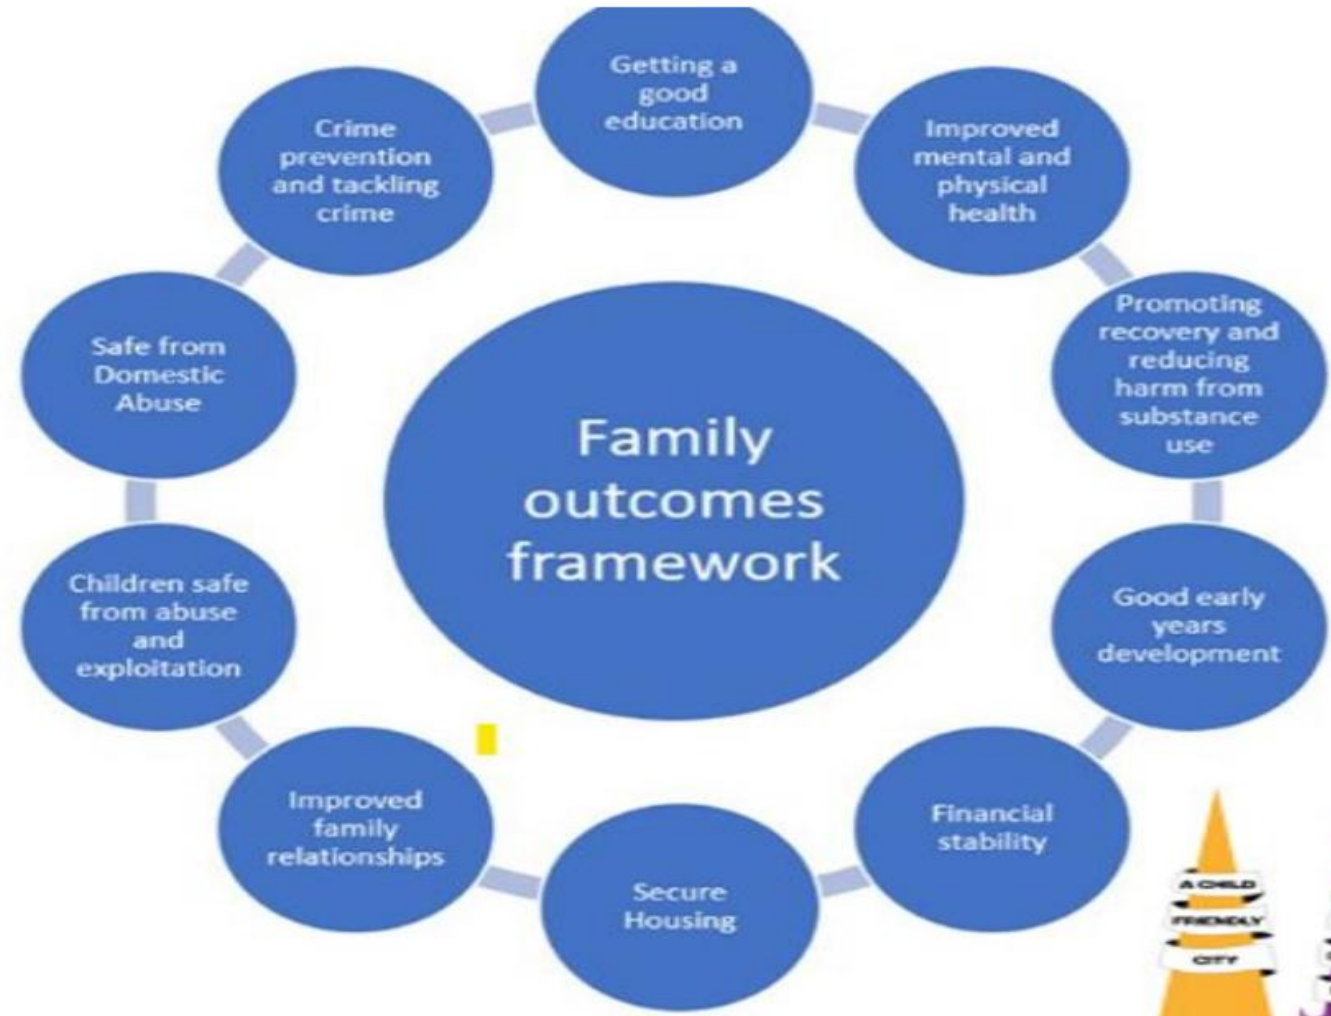 Getting a
good
education
Improved
mental and
physical
health
Promoting
recovery and
reducing
harm from
substance
use
Good early
years
development
Financial
stability
Secure
Housing
Improved
family
relationships
Children safe
from abuse
and
exploitation
Safe from
Domestic
Abuse
Crime
prevention
and tackling
crime
Family
outcomes
framework
A CHILD
FRIENDLY
CITY